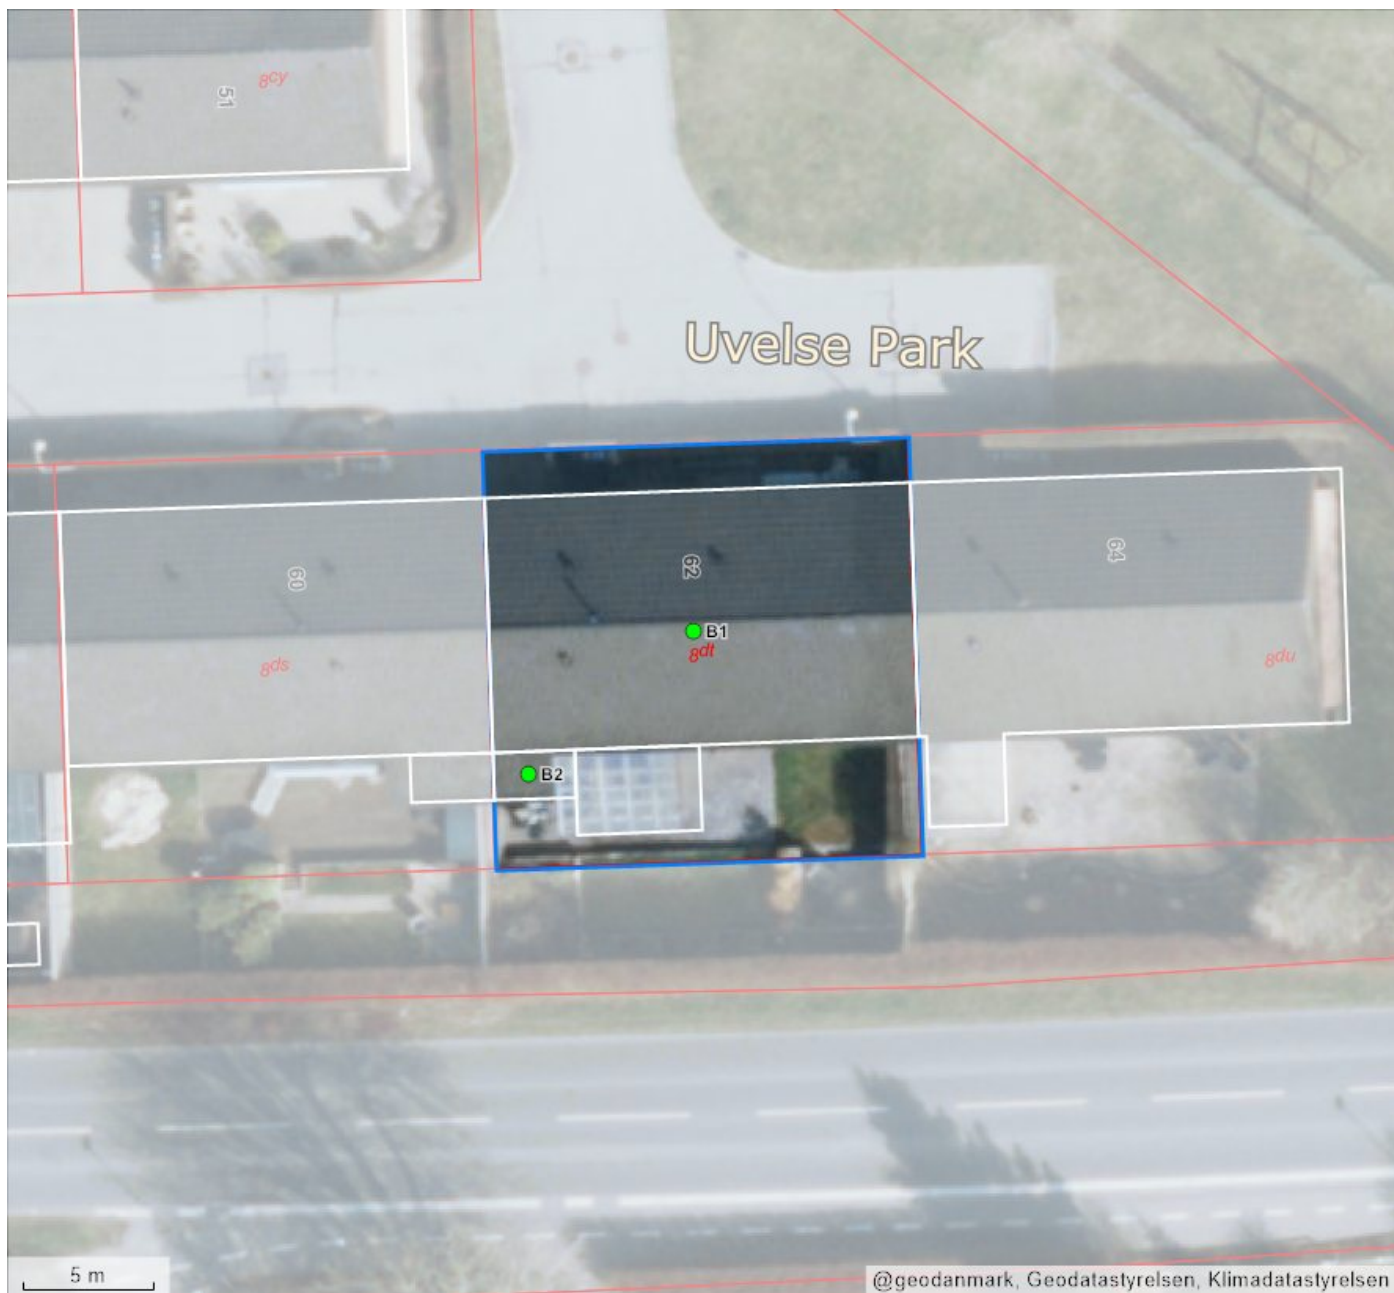 8cy
51
Uvelse Park
60
62
64
B1
8dt
8ds
8du
B2
5 m
@geodanmark, Geodatastyrelsen, Klimadatastyrelsen